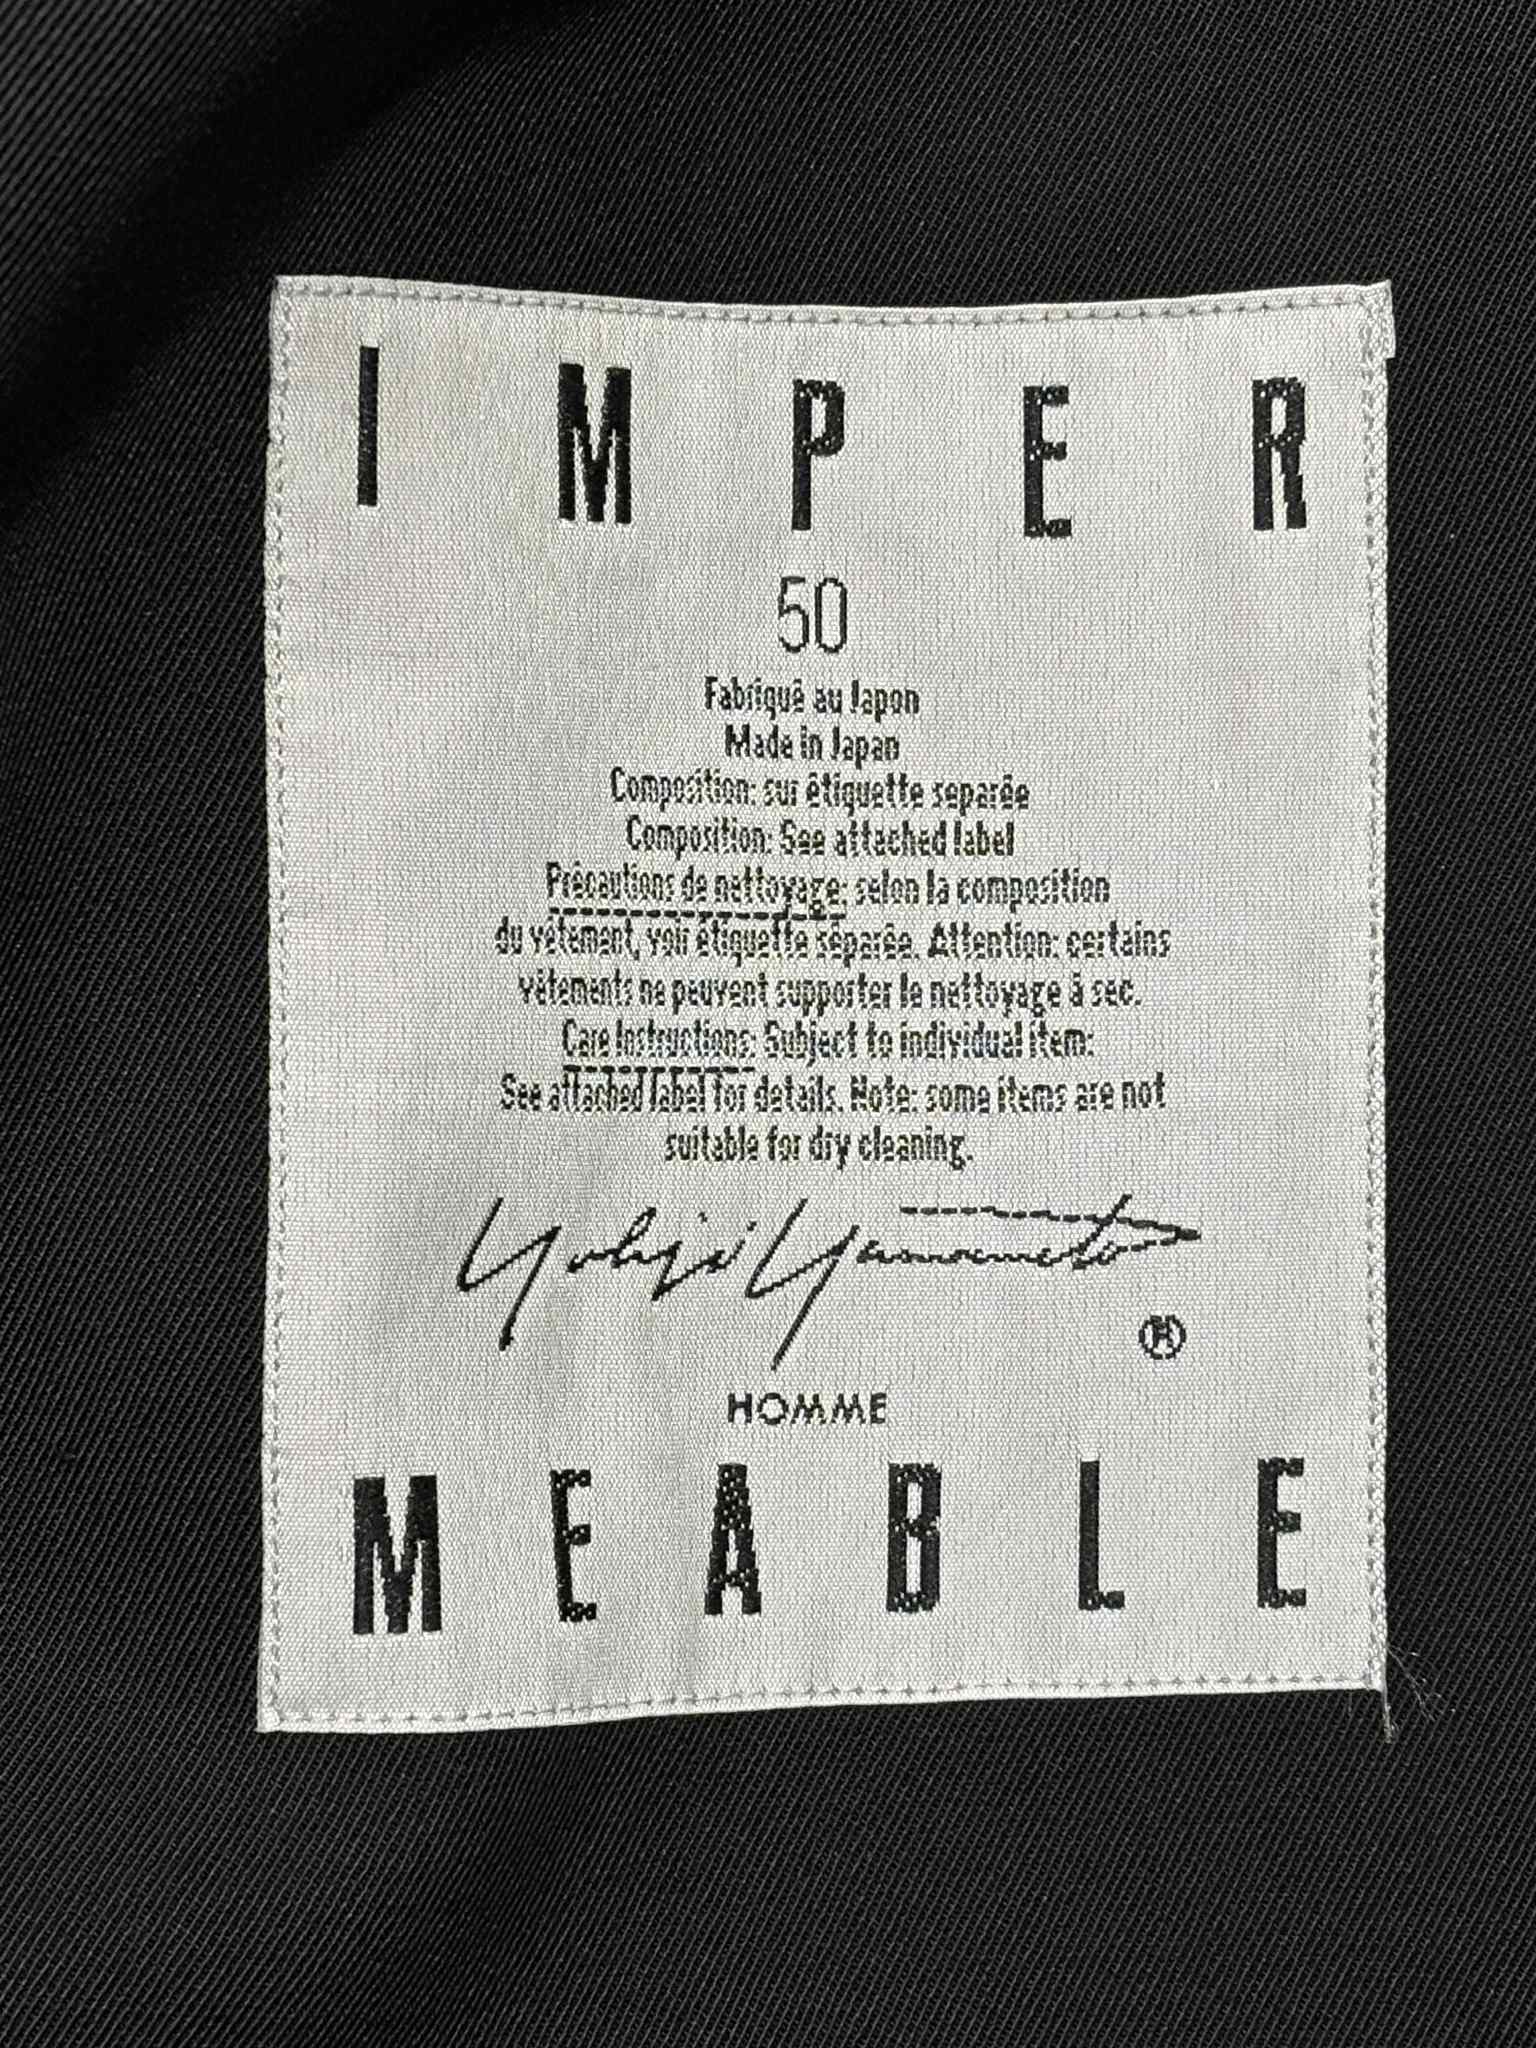 IMPER
50
Fabriqué au Japon
Made in Japan
Composition: sur étiquette separée
Composition: See attached label
Précautions de nettoyage: selon la composition
du vêtement, voir étiquette séparée. Attention: certains
vêtements ne peuvent supporter le nettoyage à sec.
Care Instructions: Subject to individual item:
See attached label for details. Note: some items are not
suitable for dry cleaning.
Yohji Yamamoto
®
HOMME
MEABLE